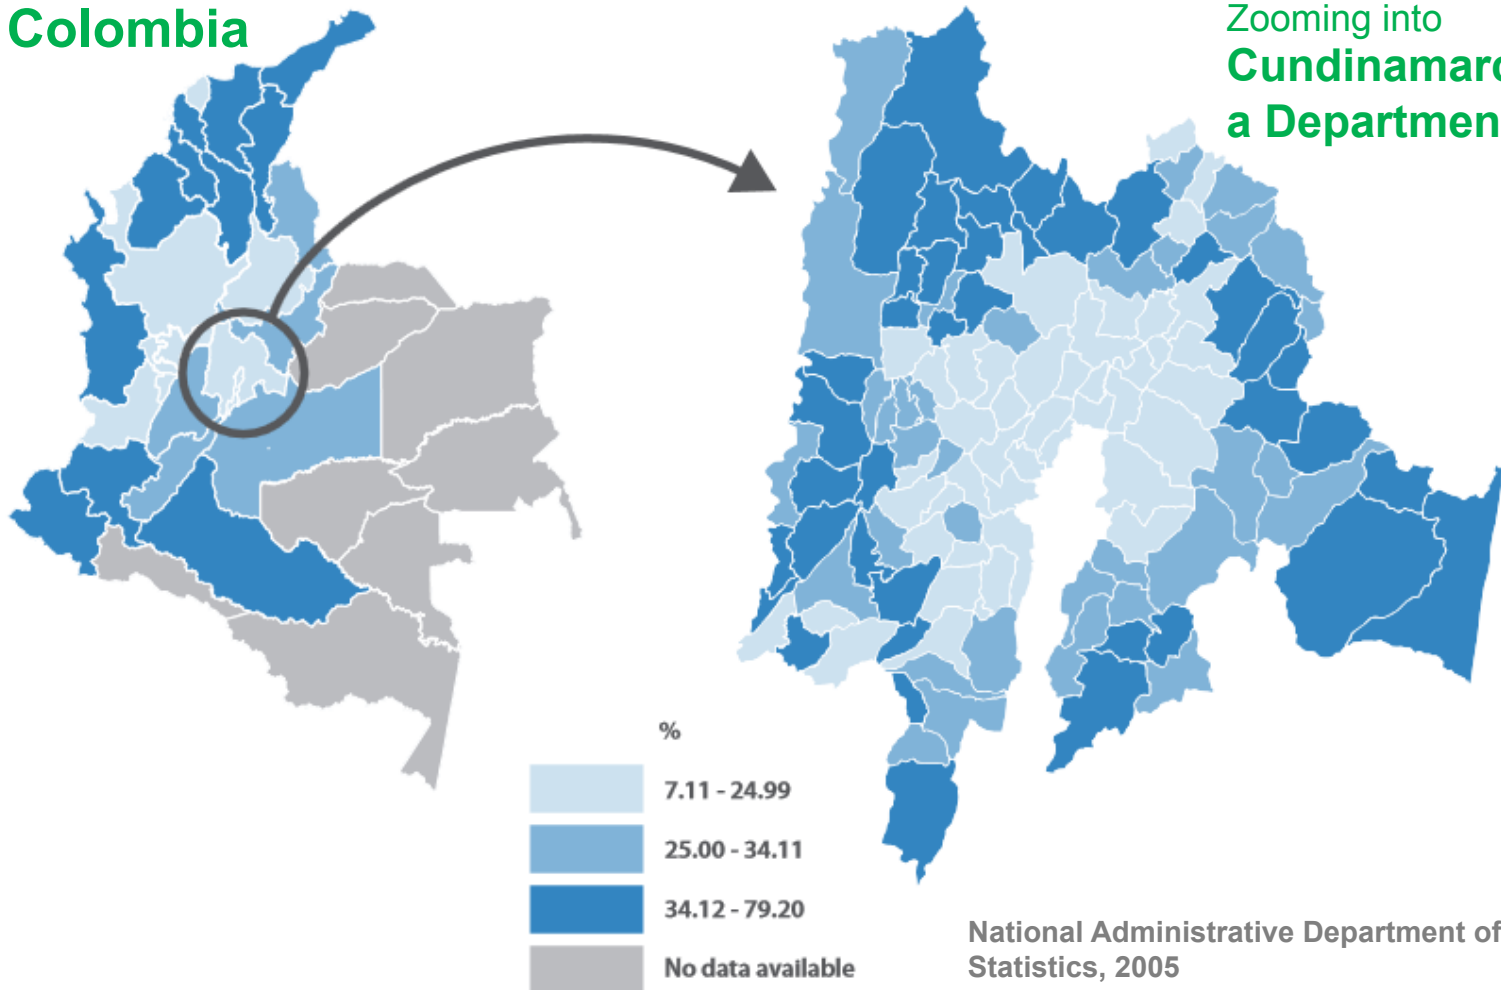 Colombia
Zooming into
Cundinamarc
a Departmen
%
7.11 - 24.99
25.00 - 34.11
34.12 - 79.20
No data available
National Administrative Department of
Statistics, 2005